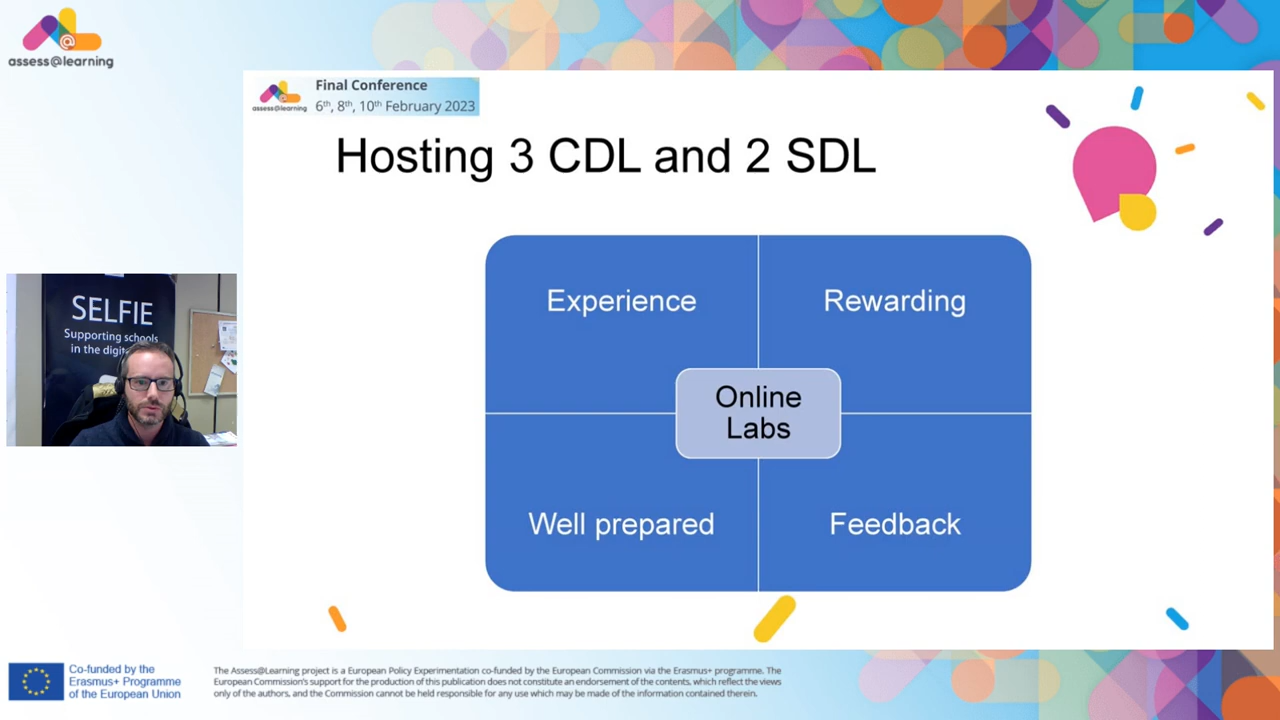 assess@learning
assess@learning
Final Conference
6th, 8th, 10th February 2023
Hosting 3 CDL and 2 SDL
Experience
Rewarding
Online
Labs
Well prepared
Feedback
SELFIE
Supporting schools
in the
Co-funded by the
Erasmus+ Programme
of the European Union
The Assess@Learning project is a European Policy Experimentation co-funded by the European Commission via the Erasmus+ programme. The
European Commission's support for the production of this publication does not constitute an endorsement of the contents, which reflect the views
only of the authors, and the Commission cannot be held responsible for any use which may be made of the information contained therein.